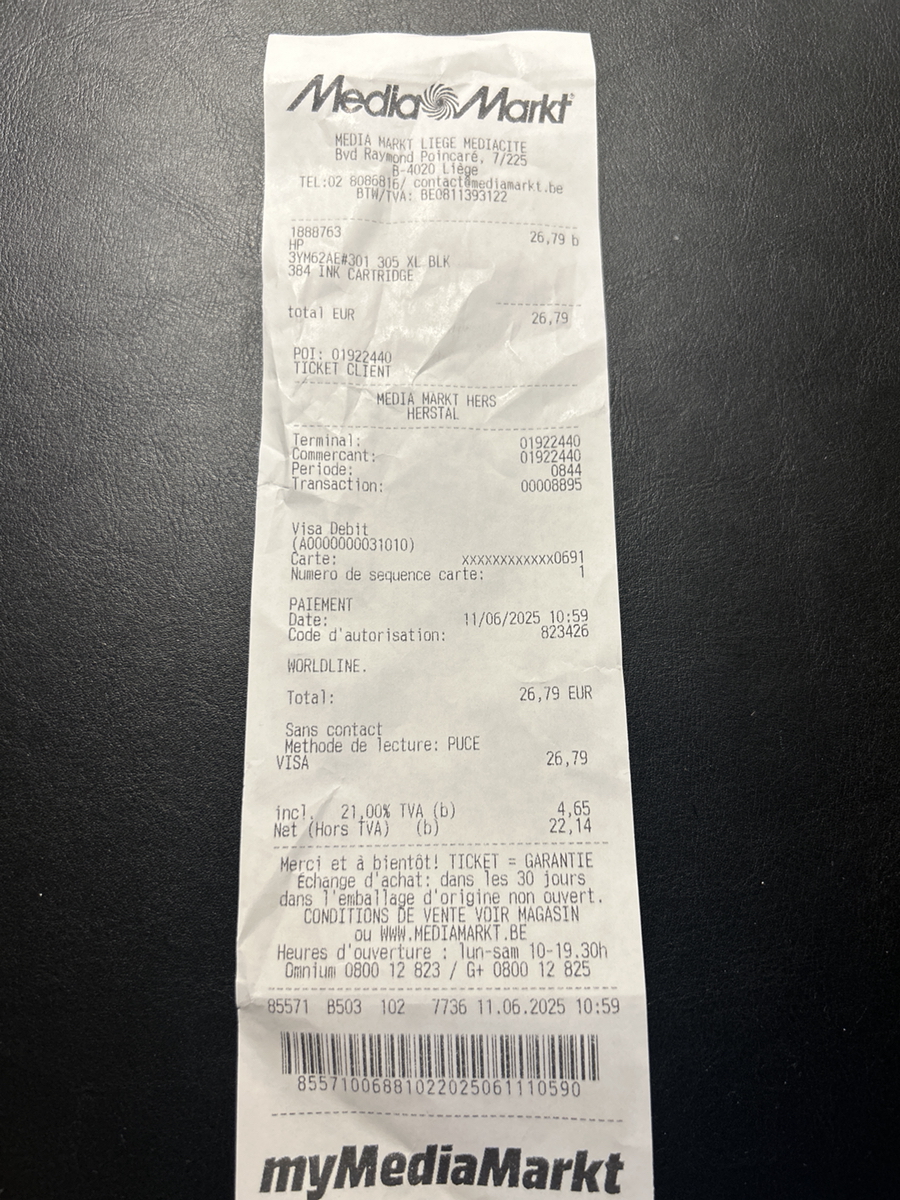 MediaMarkt
MEDIA MARKT LIEGE MEDIACITE
Bvd Raymond Poincaré, 7/225
B-4020 Liège
TEL:02 8086816/ contact@mediamarkt.be
BTW/TVA: BE0811393122
1888763 26,79 b
HP
3YM62AE#301 305 XL BLK
384 INK CARTRIDGE
total EUR 26,79
POI: 01922440
TICKET CLIENT
MEDIA MARKT HERS
HERSTAL
Terminal: 01922440
Commercant: 01922440
Periode: 0844
Transaction: 00008895
Visa Debit
(A0000000031010)
Carte: xxxxxxxxxxxx0691
Numero de sequence carte: 1
PAIEMENT
Date: 11/06/2025 10:59
Code d'autorisation: 823426
WORLDLINE.
Total: 26,79 EUR
Sans contact
Methode de lecture: PUCE
VISA 26,79
incl. 21,00% TVA (b) 4,65
Net (Hors TVA) (b) 22,14
Merci et à bientôt! TICKET = GARANTIE
Échange d'achat: dans les 30 jours
dans l'emballage d'origine non ouvert.
CONDITIONS DE VENTE VOIR MAGASIN
ou WWW.MEDIAMARKT.BE
Heures d'ouverture : lun-sam 10-19.30h
Omnium 0800 12 823 / G+ 0800 12 825
85571 B503 102 7736 11.06.2025 10:59
85571006881022025061110590
myMediaMarkt